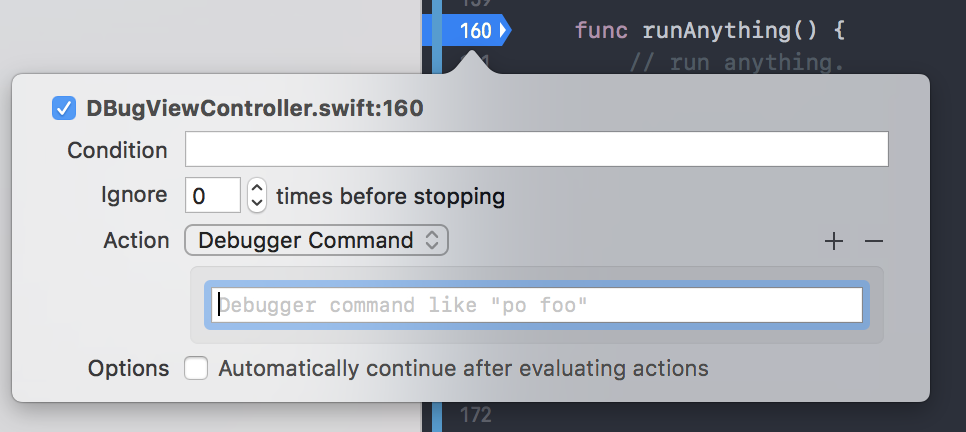 160 func runAnything() {
// run anything.
DBugViewController.swift:160
Condition
Ignore 0 times before stopping
Action Debugger Command
Debugger command like "po foo"
Options Automatically continue after evaluating actions
172